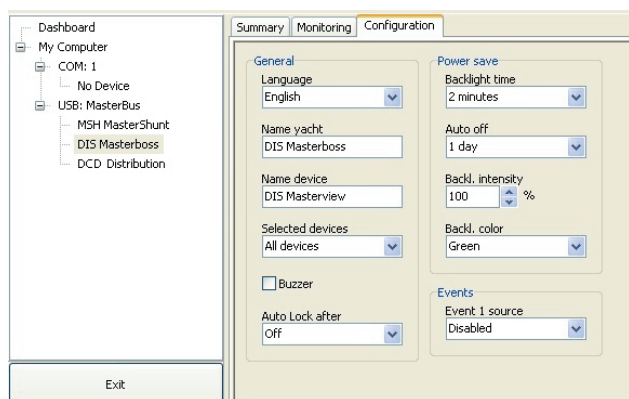 Dashboard
My Computer
COM: 1
No Device
USB: MasterBus
MSH MasterShunt
DIS Masterboss
DCD Distribution
Exit
Summary
Monitoring
Configuration
General
Language
English
Name yacht
DIS Masterboss
Name device
DIS Masterview
Selected devices
All devices
Buzzer
Auto Lock after
Off
Power save
Backlight time
2 minutes
Auto off
1 day
Backl. intensity
100 %
Backl. color
Green
Events
Event 1 source
Disabled